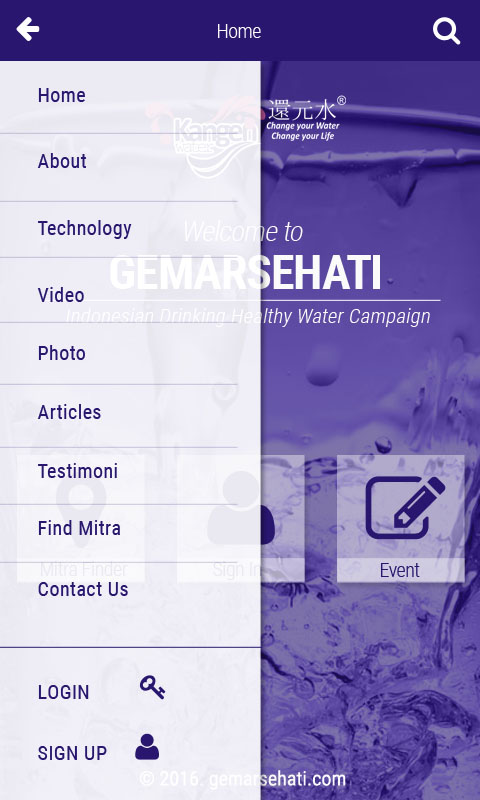 Home
Home
About
Technology
Video
Photo
Articles
Testimoni
Find Mitra
Contact Us
LOGIN
SIGN UP
Kangen
WATER
還元水®
Change your Water
Change your Life
Welcome to
GEMARSEHATI
Indonesian Drinking Healthy Water Campaign
Mitra Finder
Sign In
Event
© 2016. gemarsehati.com